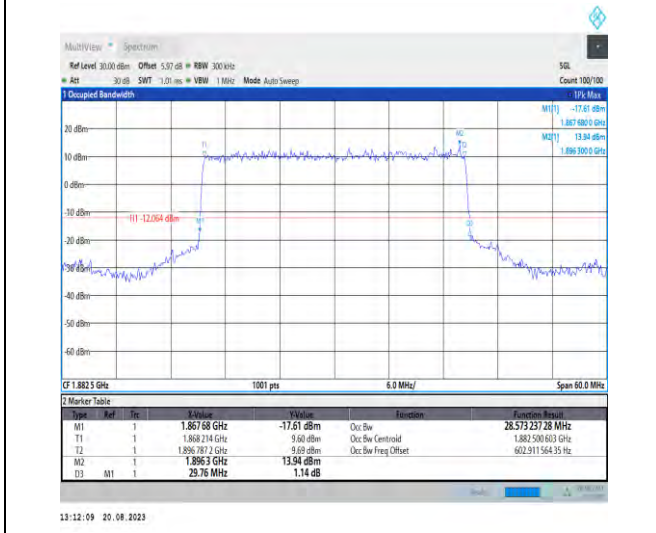 MultiView Spectrum
Ref Level 30.00 dBm Offset 5.97 dB RBW 300 kHz SGL
Att 30 dB SWT 1.01 ms VBW 1 MHz Mode Auto Sweep Count 100/100
1 Occupied Bandwidth 1Pk Max
M1[1] -17.61 dBm
1.867 680 0 GHz
M2[1] 13.94 dBm
1.896 300 0 GHz
20 dBm
M2
T1
T2
10 dBm
0 dBm
-10 dBm
H1 -12.064 dBm
M1
D3
-20 dBm
-30 dBm
-40 dBm
-50 dBm
-60 dBm
CF 1.882 5 GHz 1001 pts 6.0 MHz/ Span 60.0 MHz
2 Marker Table
Type Ref Trc X-Value Y-Value Function Function Result
M1 1 1.867 68 GHz -17.61 dBm Occ Bw 28.573 237 28 MHz
T1 1 1.868 214 GHz 9.60 dBm Occ Bw Centroid 1.882 500 603 GHz
T2 1 1.896 787 2 GHz 9.69 dBm Occ Bw Freq Offset 602.911 564 35 Hz
M2 1 1.896 3 GHz 13.94 dBm
D3 M1 1 29.76 MHz 1.14 dB
Ready
13:12:09 20.08.2023